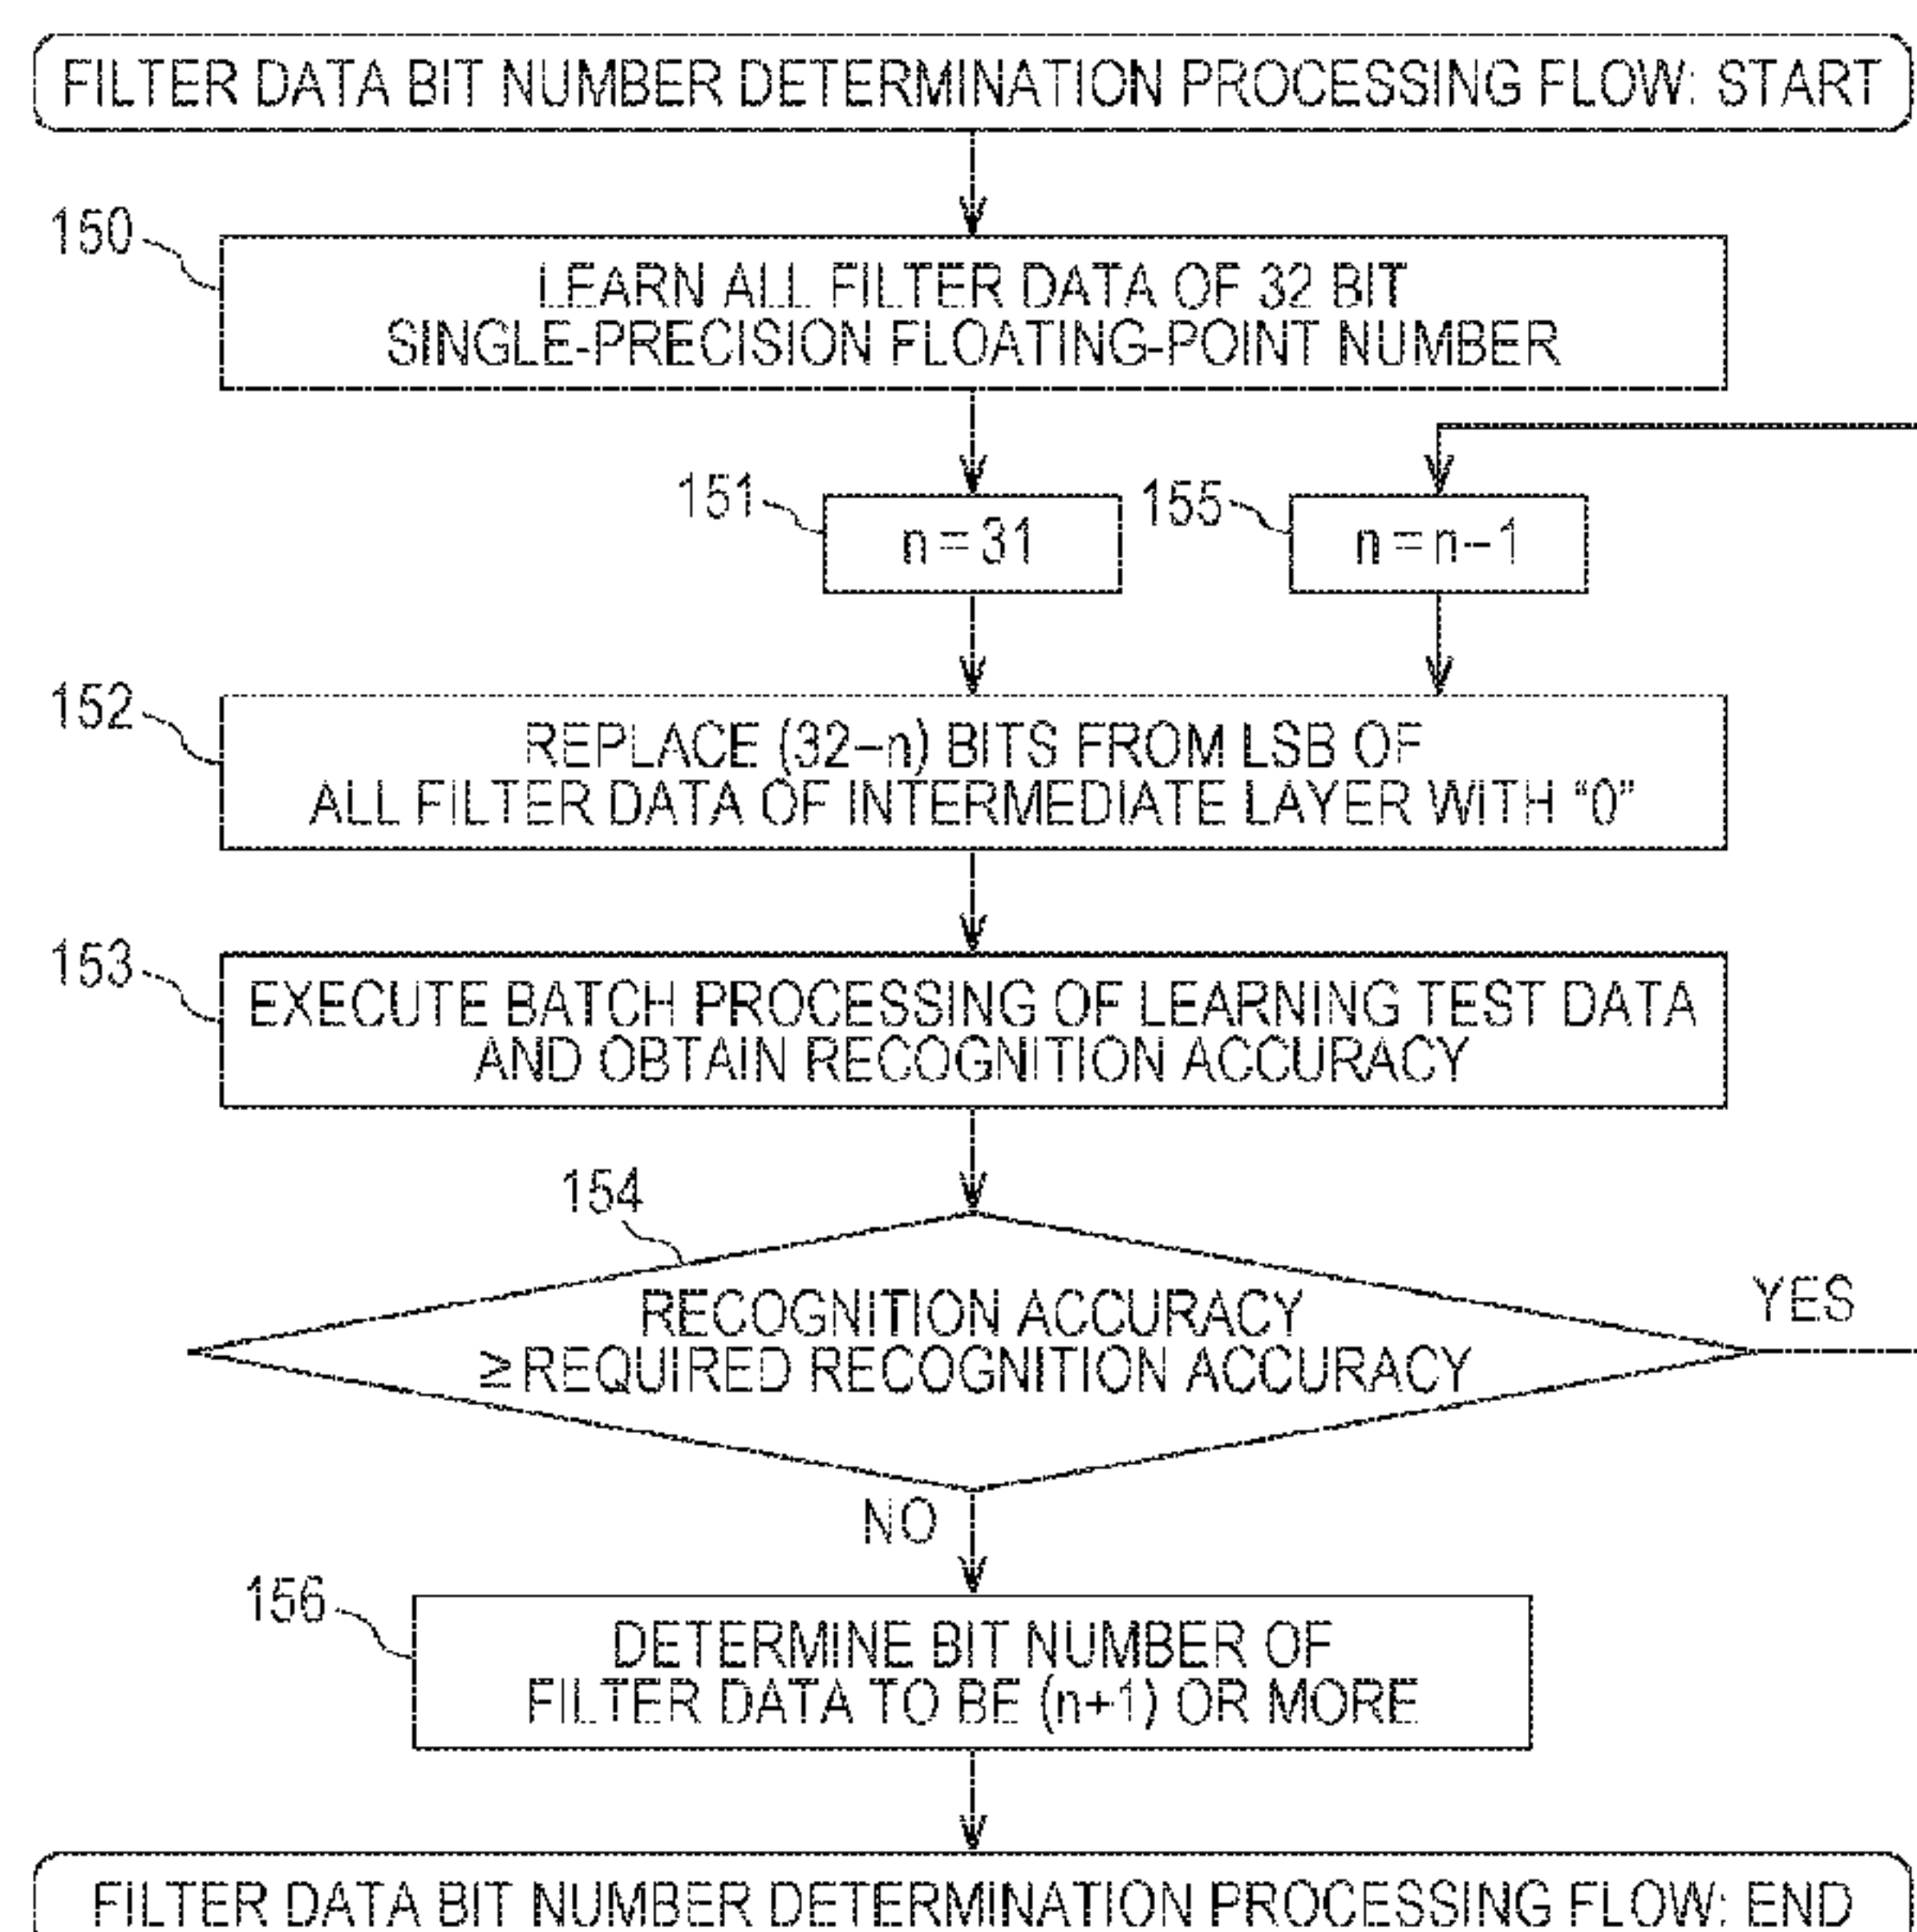 FILTER DATA BIT NUMBER DETERMINATION PROCESSING FLOW: START
150
LEARN ALL FILTER DATA OF 32 BIT
SINGLE-PRECISION FLOATING-POINT NUMBER
151
n = 31
155
n = n–1
152
REPLACE (32–n) BITS FROM LSB OF
ALL FILTER DATA OF INTERMEDIATE LAYER WITH “0”
153
EXECUTE BATCH PROCESSING OF LEARNING TEST DATA
AND OBTAIN RECOGNITION ACCURACY
154
RECOGNITION ACCURACY
≥ REQUIRED RECOGNITION ACCURACY
YES
NO
156
DETERMINE BIT NUMBER OF
FILTER DATA TO BE (n+1) OR MORE
FILTER DATA BIT NUMBER DETERMINATION PROCESSING FLOW: END